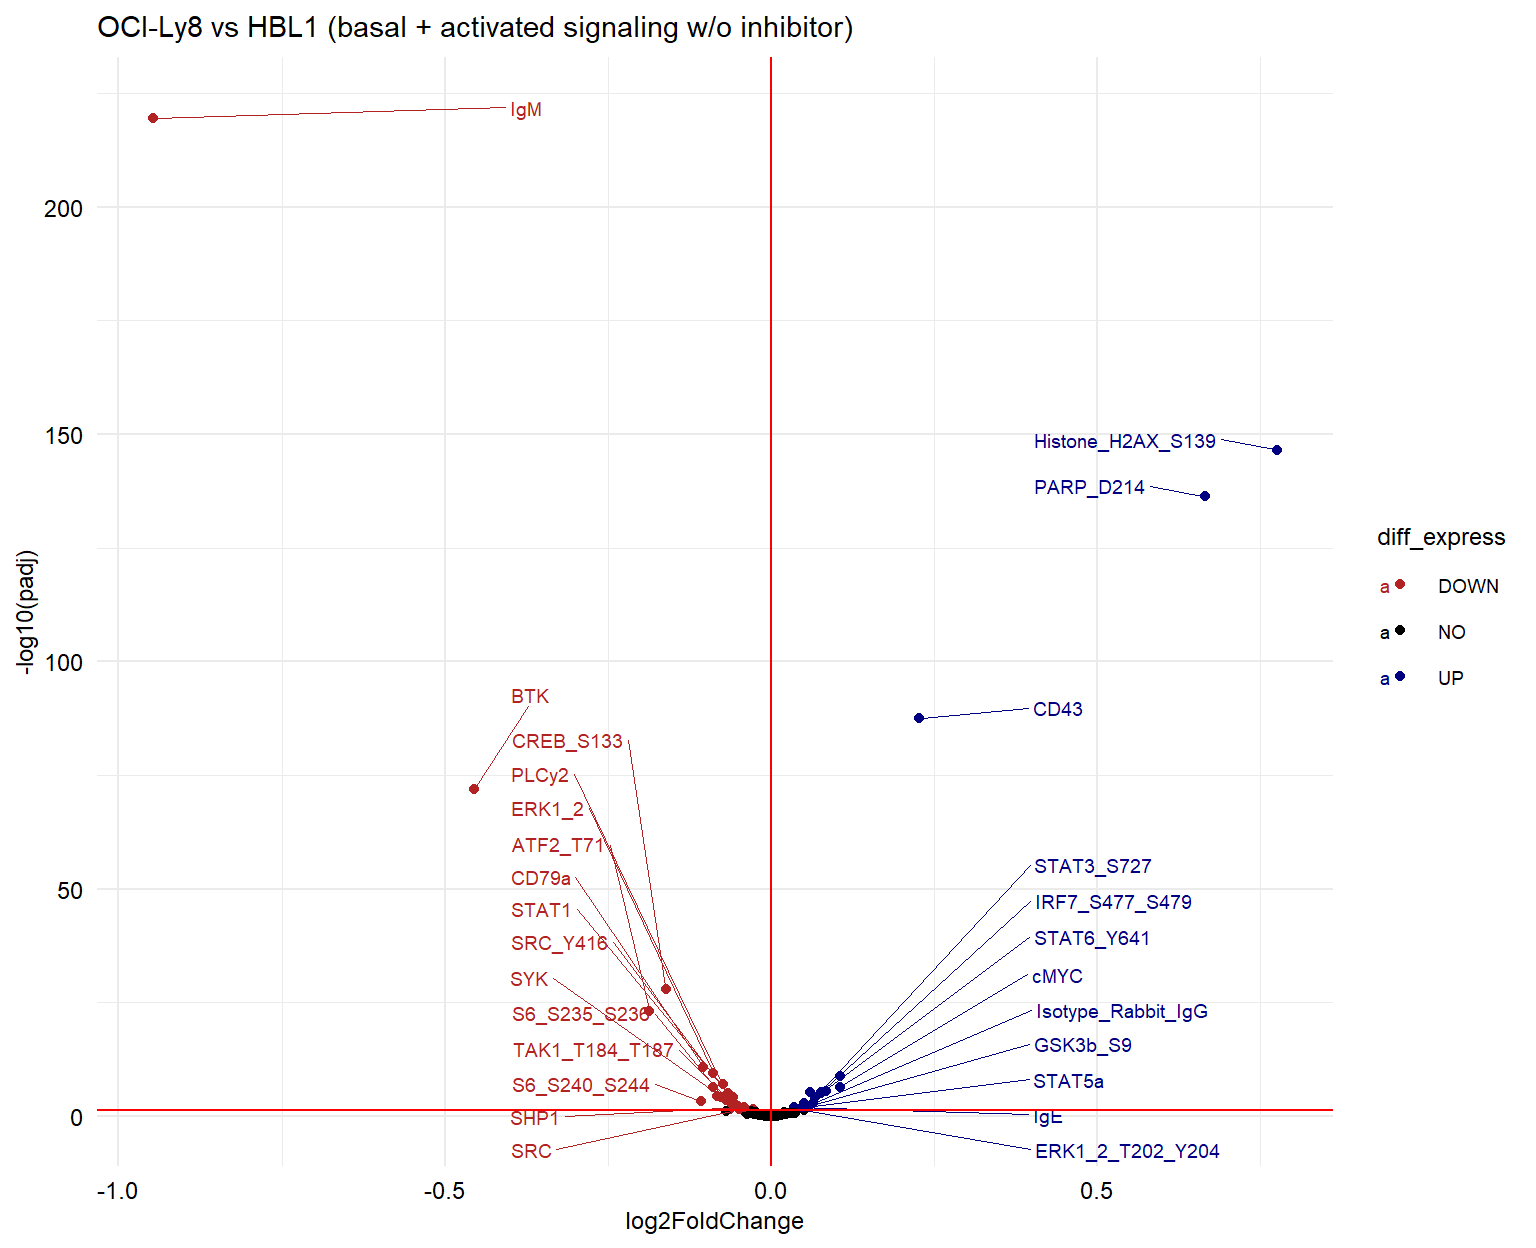 OCI-Ly8 vs HBL1 (basal + activated signaling w/o inhibitor)
IgM
200
150
Histone_H2AX_S139
PARP_D214
diff_express
a DOWN
a NO
a UP
-log10(padj)
100
BTK
CD43
CREB_S133
PLCy2
ERK1_2
ATF2_T71
CD79a
STAT1
SRC_Y416
SYK
S6_S235_S236
TAK1_T184_T187
S6_S240_S244
SHP1
SRC
50
STAT3_S727
IRF7_S477_S479
STAT6_Y641
cMYC
Isotype_Rabbit_IgG
GSK3b_S9
STAT5a
IgE
ERK1_2_T202_Y204
0
-1.0
-0.5
0.0
0.5
log2FoldChange